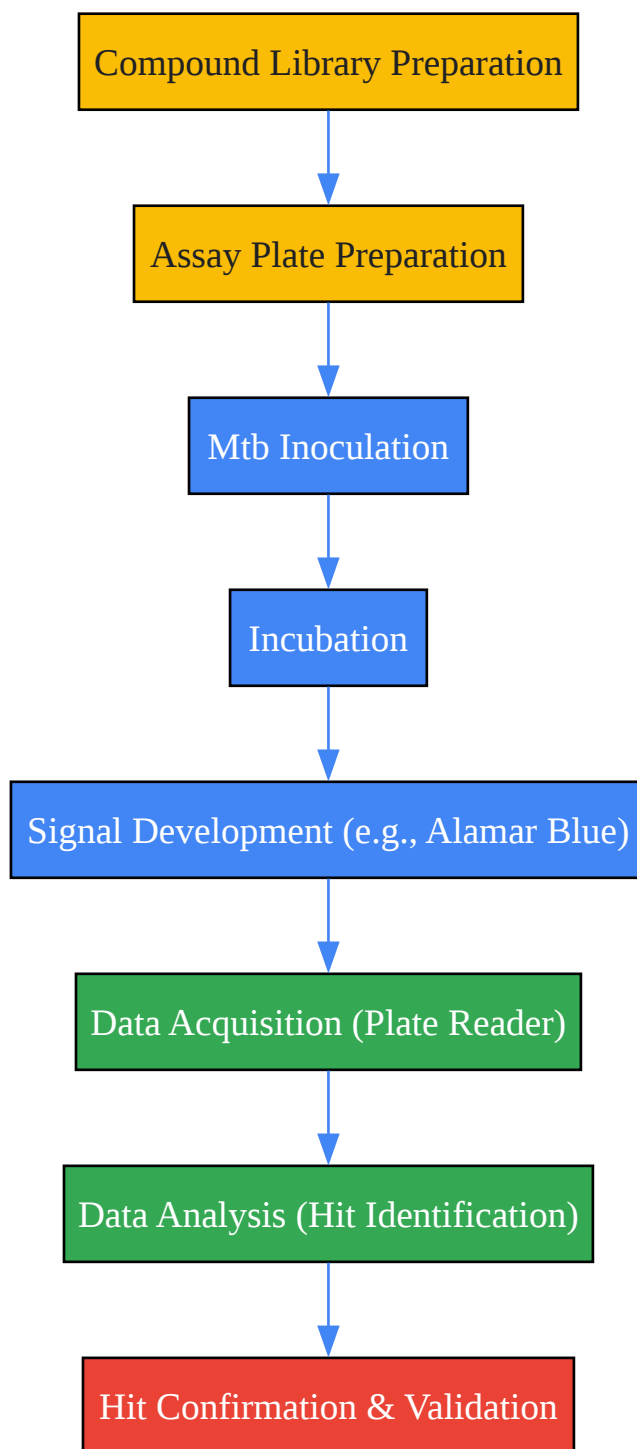 Compound Library Preparation
Assay Plate Preparation
Mtb Inoculation
Incubation
Signal Development (e.g., Alamar Blue)
Data Acquisition (Plate Reader)
Data Analysis (Hit Identification)
Hit Confirmation & Validation